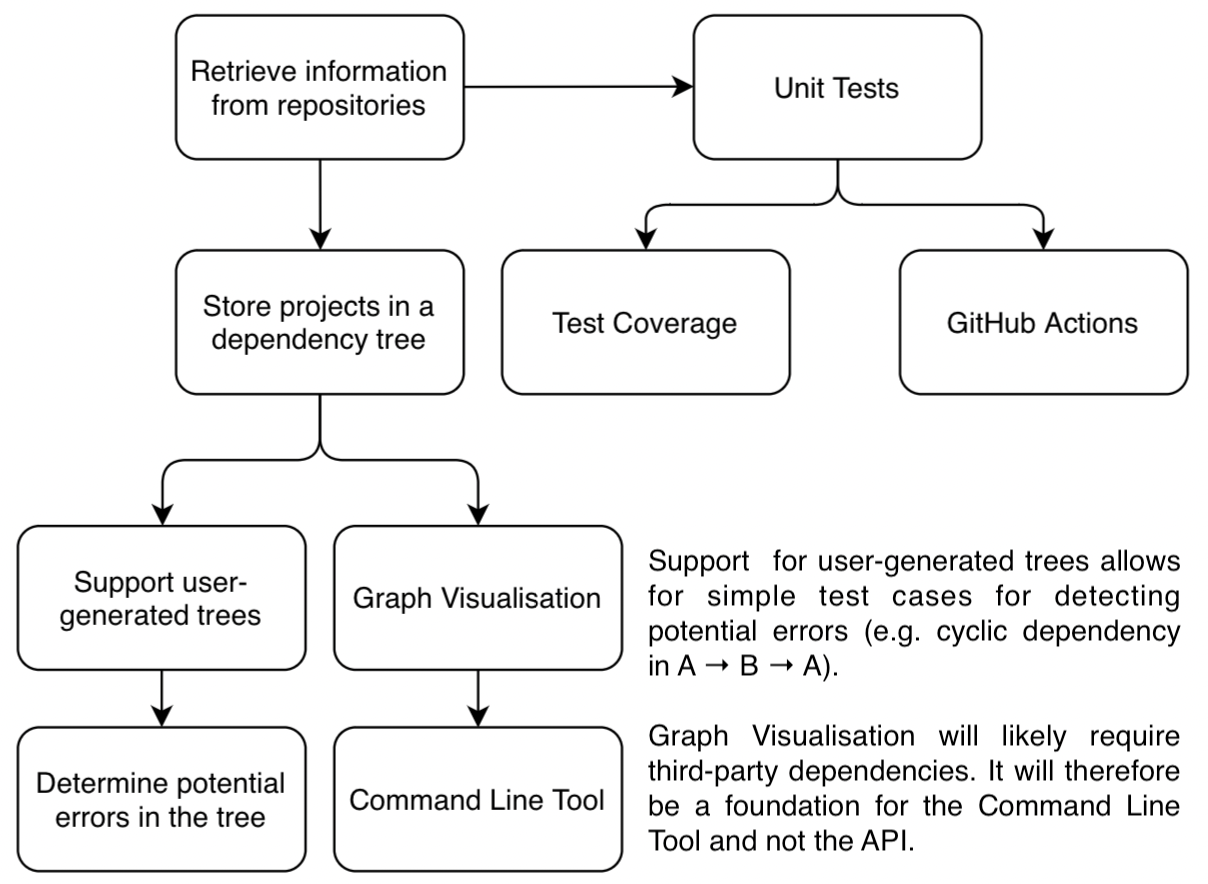 Retrieve information
from repositories
Unit Tests
Store projects in a
dependency tree
Test Coverage
GitHub Actions
Support user-
generated trees
Graph Visualisation
Support for user-generated trees allows
for simple test cases for detecting
potential errors (e.g. cyclic dependency
in A → B → A).
Determine potential
errors in the tree
Command Line Tool
Graph Visualisation will likely require
third-party dependencies. It will therefore
be a foundation for the Command Line
Tool and not the API.